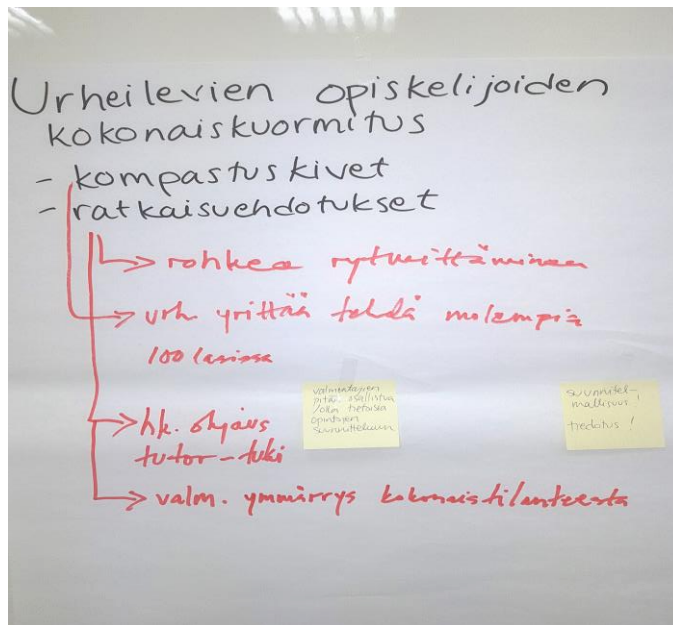 Urheilevien opiskelijoiden
kokonaiskuormitus
- kompastuskivet
- ratkaisuehdotukset
→ rohkea rytmittäminen
→ urh. yrittää tehdä molempia
100 lasissa
→ hk. ohjaus
tutor-tuki
→ valm. ymmärrys kokonaistilanteesta
valmentajien
pitää osallistua
/olla tietoisia
opintojen
suunnitteluun
suunnitel-
mallisuus!
tiedotus!